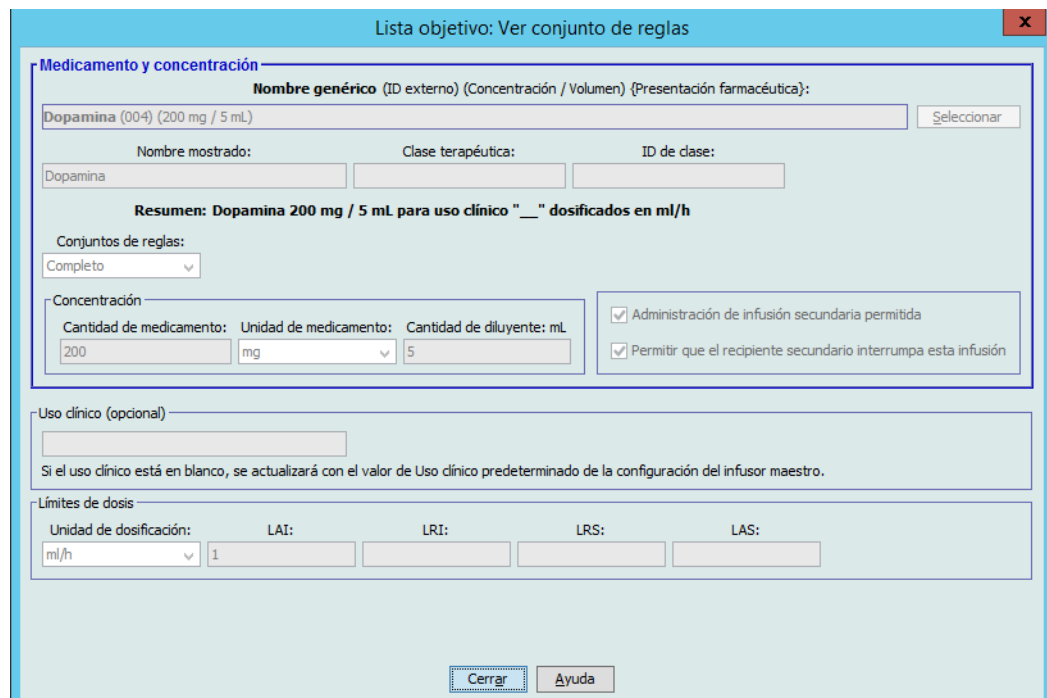 Lista objetivo: Ver conjunto de reglas
x
Medicamento y concentración
Nombre genérico (ID externo) (Concentración / Volumen) {Presentación farmacéutica}:
Dopamina (004) (200 mg / 5 mL)
Seleccionar
Nombre mostrado: Clase terapéutica: ID de clase:
Dopamina
Resumen: Dopamina 200 mg / 5 mL para uso clínico "__" dosificados en ml/h
Conjuntos de reglas:
Completo
Concentración
Cantidad de medicamento: Unidad de medicamento: Cantidad de diluyente: mL
200 mg 5
Administración de infusión secundaria permitida
Permitir que el recipiente secundario interrumpa esta infusión
Uso clínico (opcional)
Si el uso clínico está en blanco, se actualizará con el valor de Uso clínico predeterminado de la configuración del infusor maestro.
Límites de dosis
Unidad de dosificación: LAI: LRI: LRS: LAS:
ml/h 1
Cerrar Ayuda